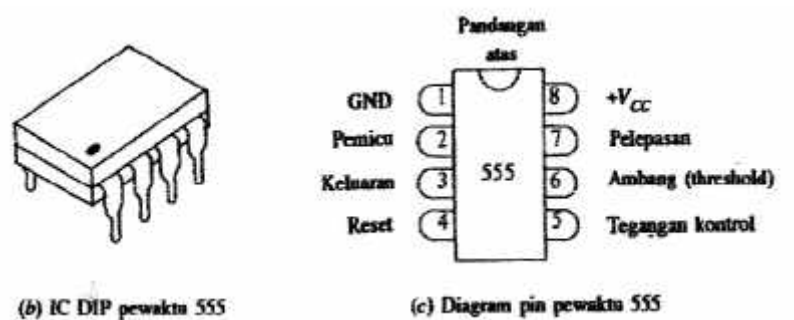 Pandangan
atas
GND 1 8 +VCC
Pemicu 2 7 Pelepasan
Keluaran 3 555 6 Ambang (threshold)
Reset 4 5 Tegangan kontrol
(b) IC DIP pewaktu 555
(c) Diagram pin pewaktu 555